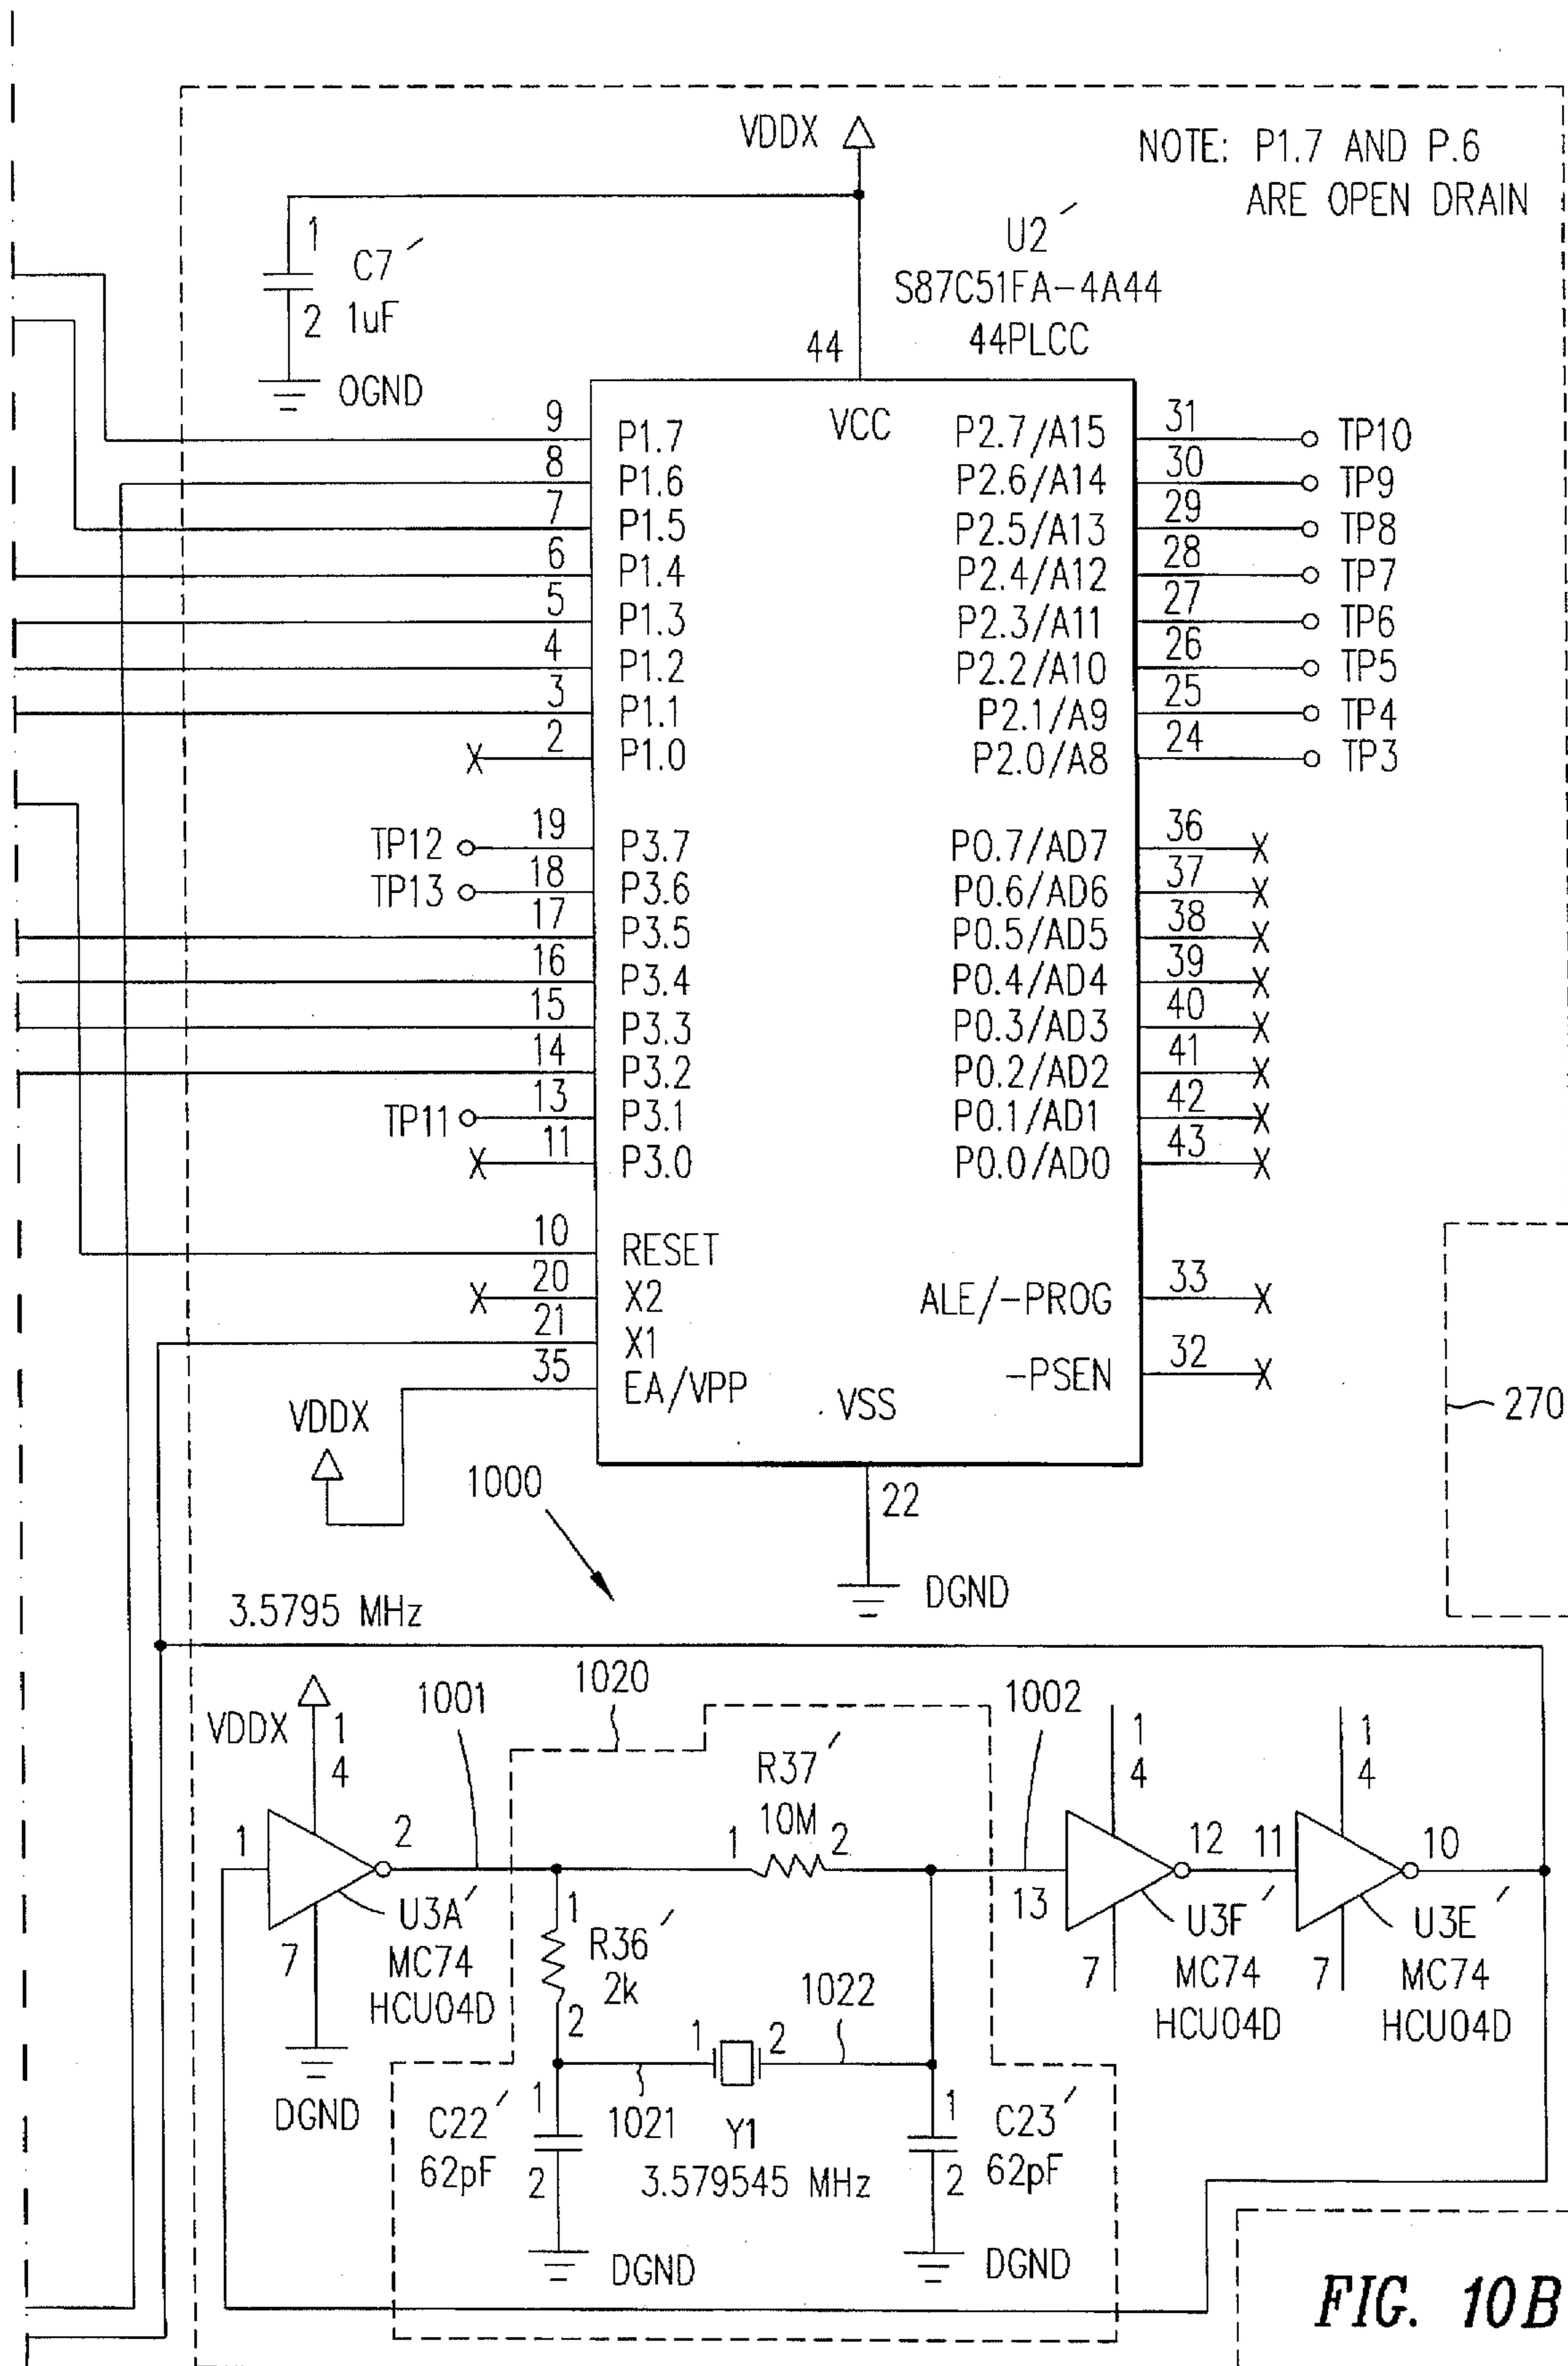 VDDX
NOTE: P1.7 AND P.6
ARE OPEN DRAIN
1
C7′
2 1uF
OGND
U2′
S87C51FA-4A44
44PLCC
44
VCC
VSS
9 P1.7
8 P1.6
7 P1.5
6 P1.4
5 P1.3
4 P1.2
3 P1.1
X 2 P1.0
TP12 19 P3.7
TP13 18 P3.6
17 P3.5
16 P3.4
15 P3.3
14 P3.2
TP11 13 P3.1
X 11 P3.0
10 RESET
X 20 X2
21 X1
35 EA/VPP
VDDX
P2.7/A15 31 TP10
P2.6/A14 30 TP9
P2.5/A13 29 TP8
P2.4/A12 28 TP7
P2.3/A11 27 TP6
P2.2/A10 26 TP5
P2.1/A9 25 TP4
P2.0/A8 24 TP3
P0.7/AD7 36 X
P0.6/AD6 37 X
P0.5/AD5 38 X
P0.4/AD4 39 X
P0.3/AD3 40 X
P0.2/AD2 41 X
P0.1/AD1 42 X
P0.0/AD0 43 X
ALE/-PROG 33 X
-PSEN 32 X
270
1000
22
DGND
3.5795 MHz
VDDX
1
4
1001
1020
1002
1 2
7
U3A′
MC74
HCU04D
DGND
R37′
10M
1 2
1
R36′
2k
2
1 2
1022
1021
Y1
3.579545 MHz
1
C22′
62pF
2
DGND
1
C23′
62pF
2
DGND
13
1
4
12
7
U3F′
MC74
HCU04D
11
1
4
10
7
U3E′
MC74
HCU04D
FIG. 10B